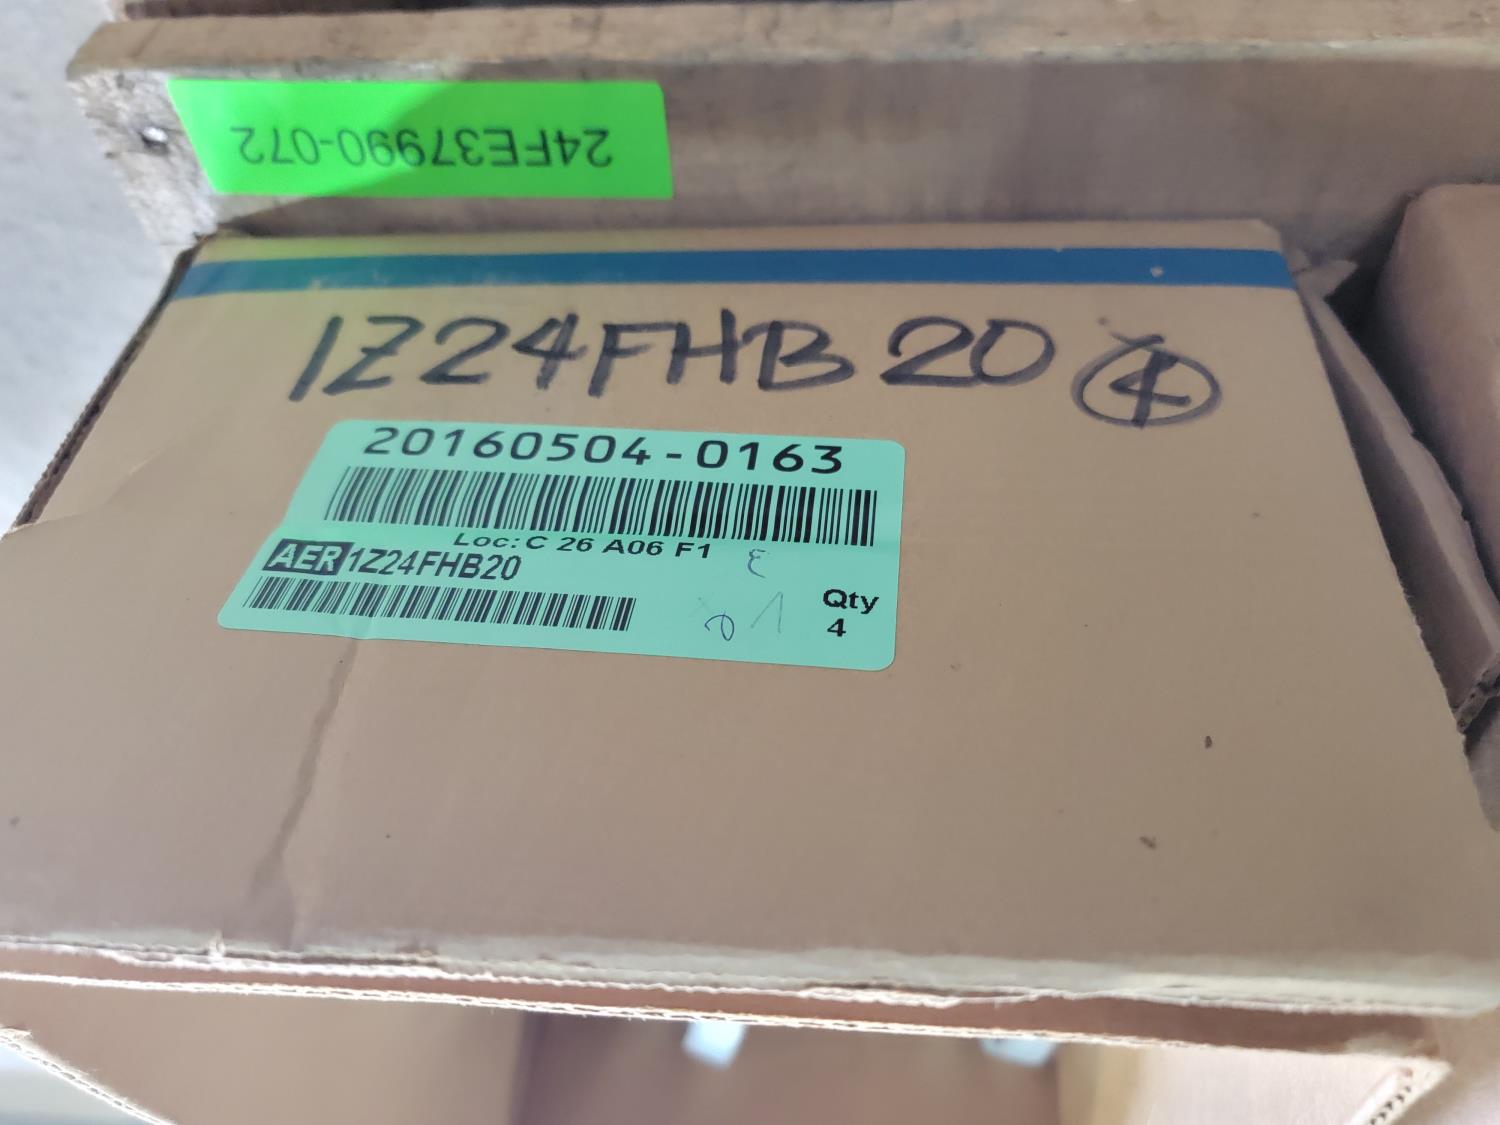 24FE37990-072
1Z24FHB20 4
20160504-0163
Loc: C 26 A06 F1
AER 1Z24FHB20
Qty
4